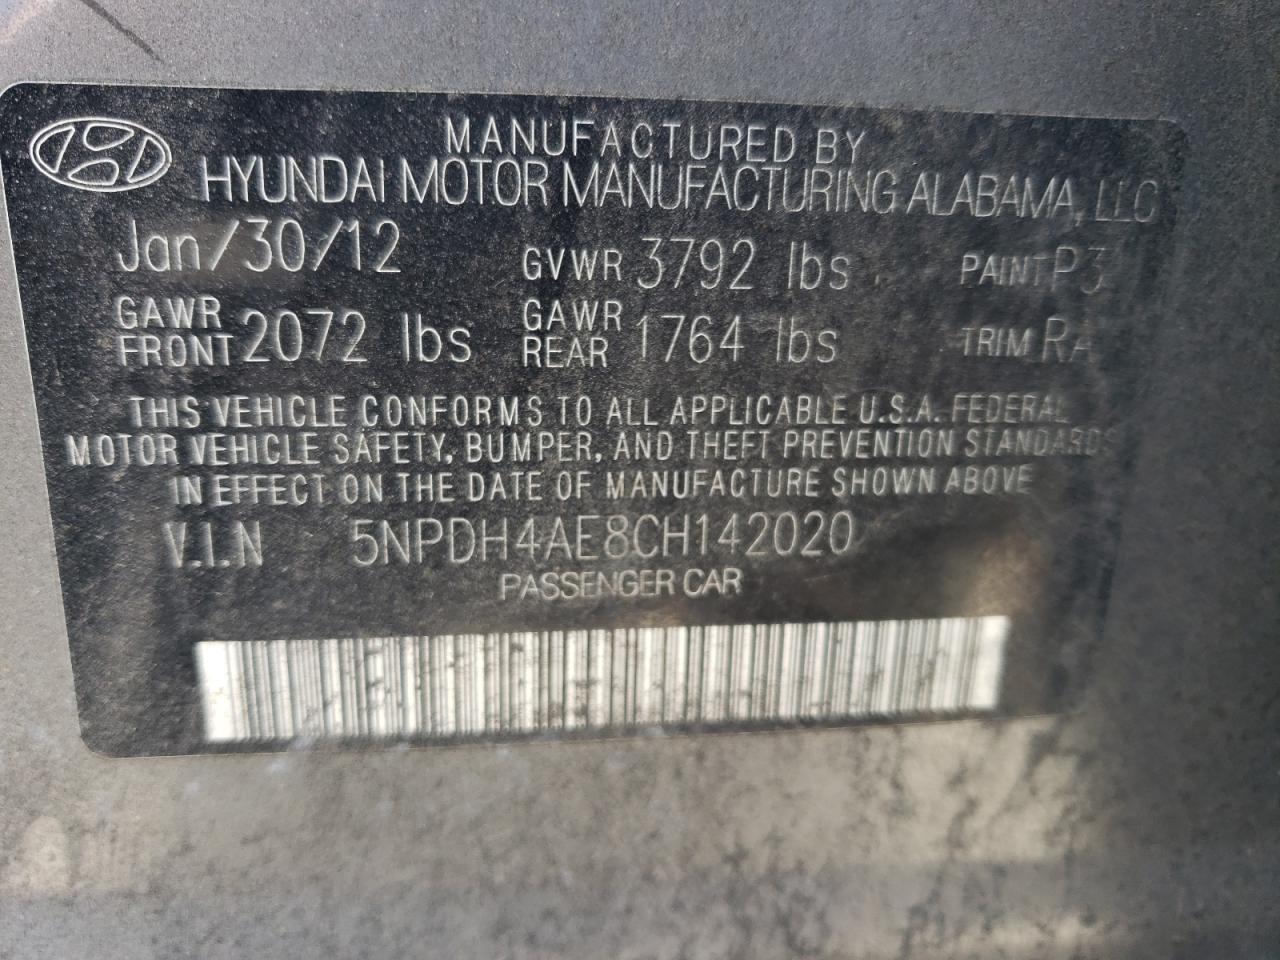 MANUFACTURED BY
HYUNDAI MOTOR MANUFACTURING ALABAMA, LLC
Jan/30/12 GVWR 3792 lbs PAINT P3
GAWR FRONT 2072 lbs GAWR REAR 1764 lbs TRIM RA
THIS VEHICLE CONFORMS TO ALL APPLICABLE U.S.A. FEDERAL
MOTOR VEHICLE SAFETY, BUMPER, AND THEFT PREVENTION STANDARDS
IN EFFECT ON THE DATE OF MANUFACTURE SHOWN ABOVE
V.I.N 5NPDH4AE8CH142020
PASSENGER CAR